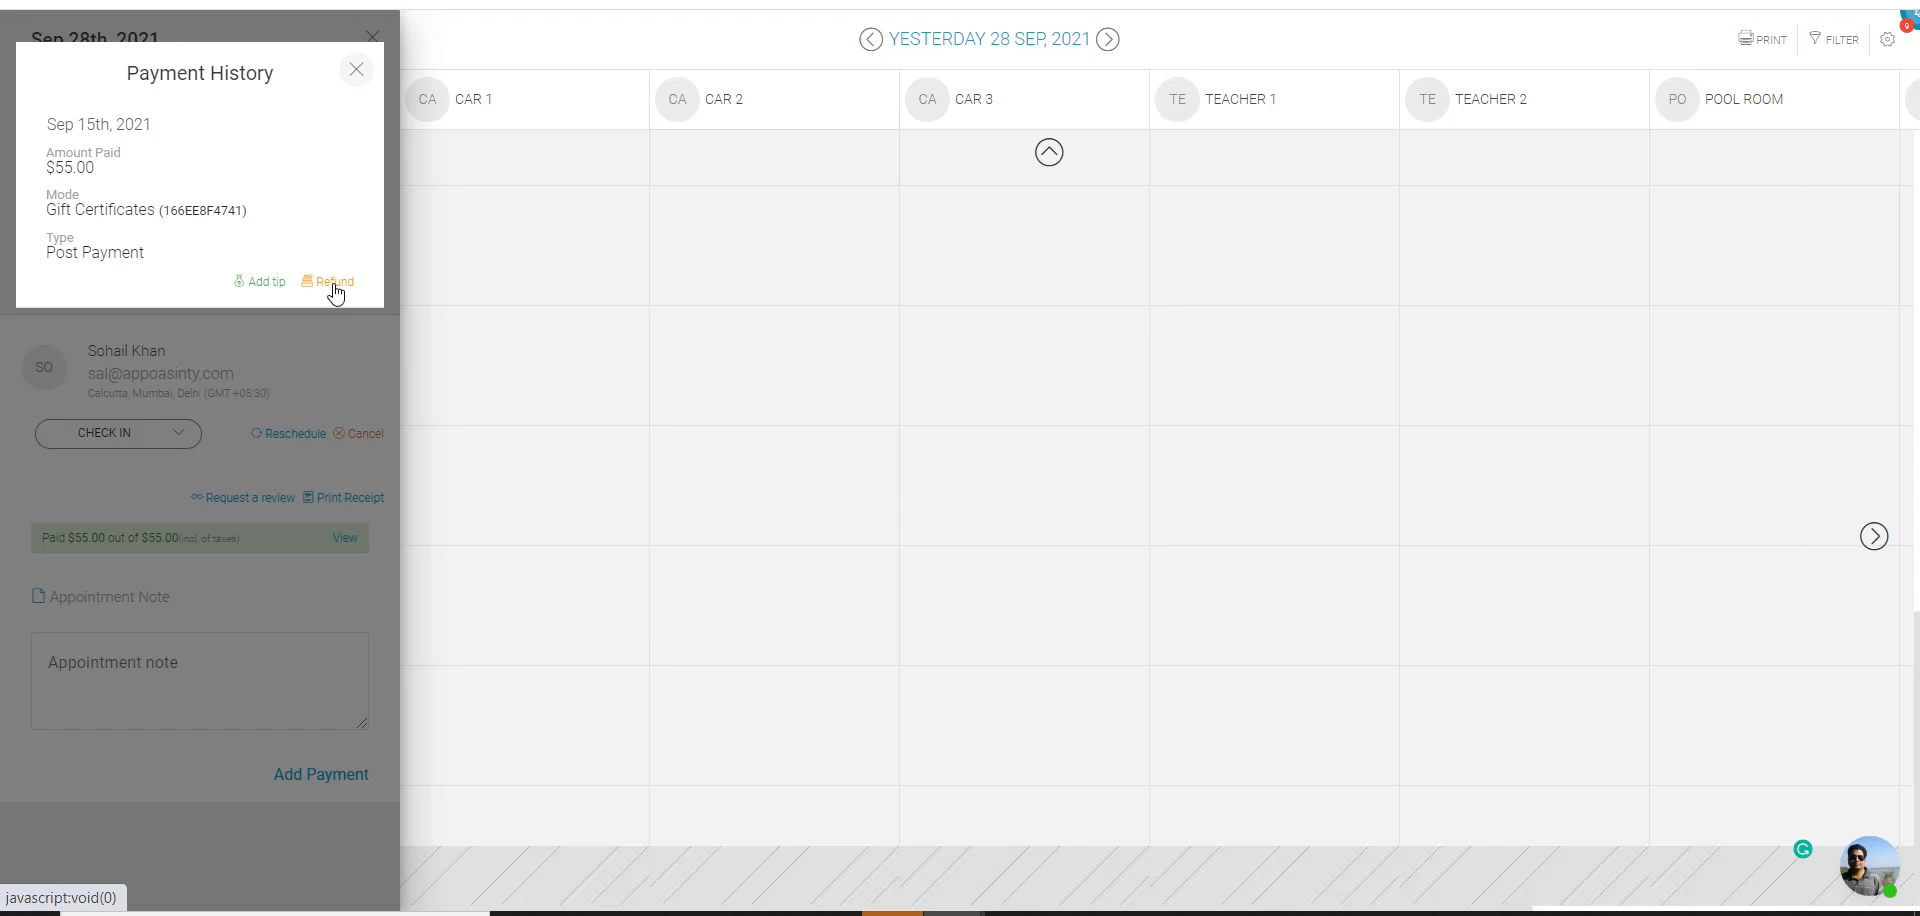 Sep 28th, 2021
Payment History
Sep 15th, 2021
Amount Paid
$55.00
Mode
Gift Certificates (166EE8F4741)
Type
Post Payment
Add tip Refund
SO
Sohail Khan
sal@appoasinty.com
Calcutta, Mumbai, Delhi (GMT +05:30)
CHECK IN
Reschedule Cancel
Request a review Print Receipt
Paid $55.00 out of $55.00(incl. of taxes) View
Appointment Note
Appointment note
Add Payment
javascript:void(0)
YESTERDAY 28 SEP, 2021
PRINT FILTER
9
CA CAR 1 CA CAR 2 CA CAR 3 TE TEACHER 1 TE TEACHER 2 PO POOL ROOM